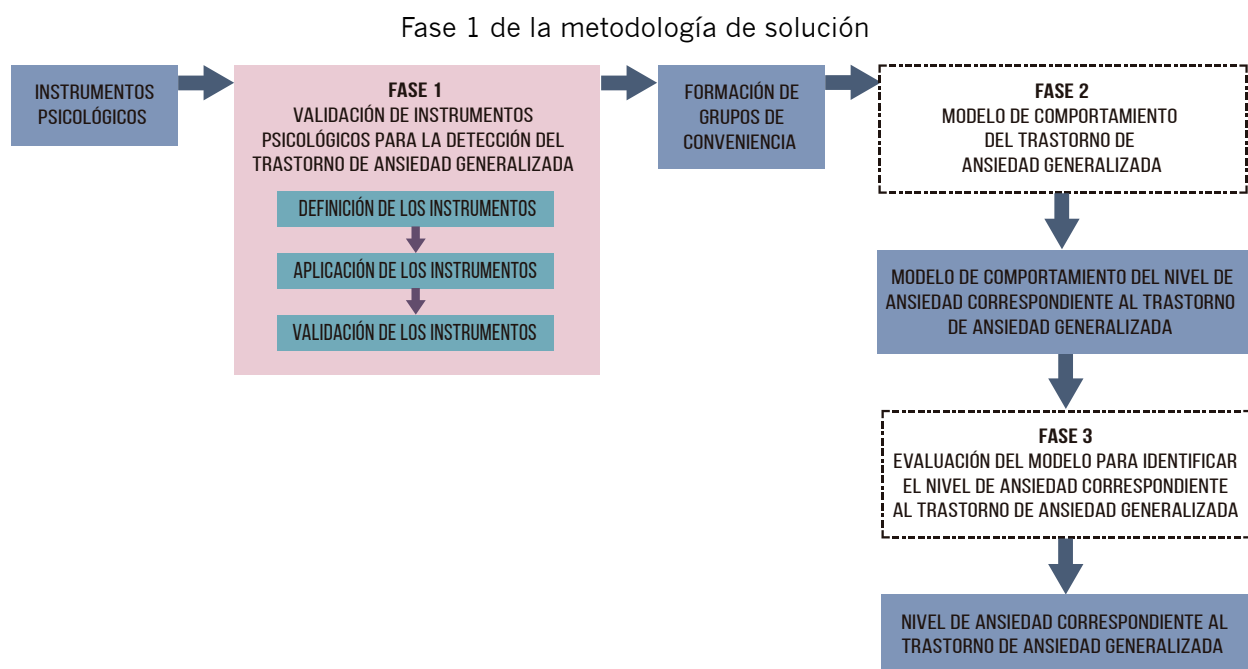 Fase 1 de la metodología de solución
INSTRUMENTOS
PSICOLÓGICOS
FASE 1
VALIDACIÓN DE INSTRUMENTOS
PSICOLÓGICOS PARA LA DETECCIÓN DEL
TRASTORNO DE ANSIEDAD GENERALIZADA
DEFINICIÓN DE LOS INSTRUMENTOS
APLICACIÓN DE LOS INSTRUMENTOS
VALIDACIÓN DE LOS INSTRUMENTOS
FORMACIÓN DE
GRUPOS DE
CONVENIENCIA
FASE 2
MODELO DE COMPORTAMIENTO
DEL TRASTORNO DE
ANSIEDAD GENERALIZADA
MODELO DE COMPORTAMIENTO DEL NIVEL DE
ANSIEDAD CORRESPONDIENTE AL TRASTORNO
DE ANSIEDAD GENERALIZADA
FASE 3
EVALUACIÓN DEL MODELO PARA IDENTIFICAR
EL NIVEL DE ANSIEDAD CORRESPONDIENTE
AL TRASTORNO DE ANSIEDAD GENERALIZADA
NIVEL DE ANSIEDAD CORRESPONDIENTE AL
TRASTORNO DE ANSIEDAD GENERALIZADA